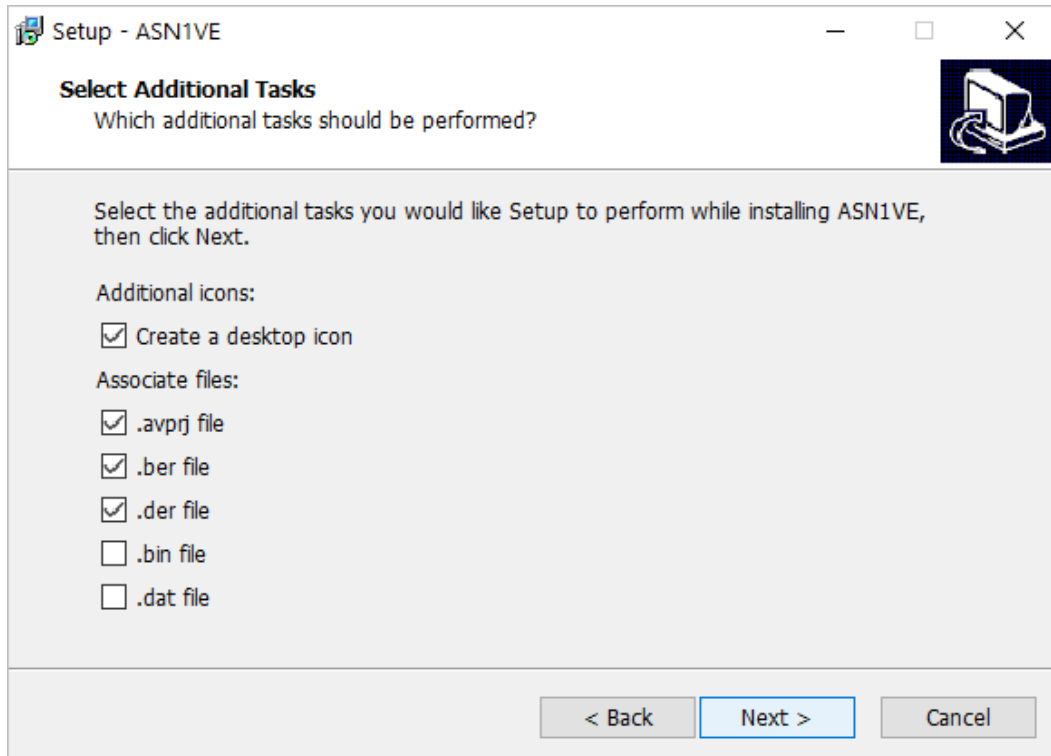 Setup - ASN1VE
Select Additional Tasks
Which additional tasks should be performed?
Select the additional tasks you would like Setup to perform while installing ASN1VE,
then click Next.
Additional icons:
Create a desktop icon
Associate files:
.avprj file
.ber file
.der file
.bin file
.dat file
< Back Next > Cancel